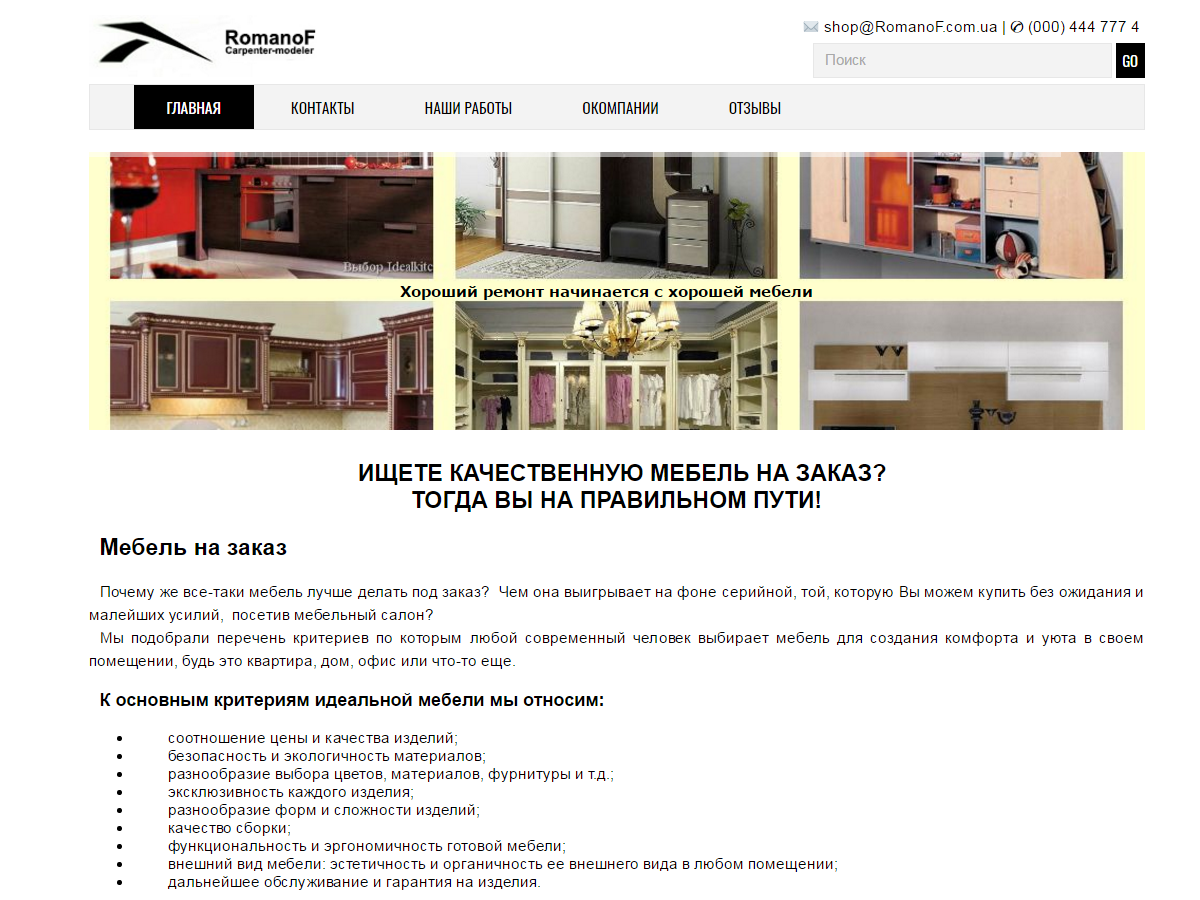 RomanoF
Carpenter-modeler
shop@RomanoF.com.ua | ✆ (000) 444 777 4
Поиск
GO
ГЛАВНАЯ
КОНТАКТЫ
НАШИ РАБОТЫ
ОКОМПАНИИ
ОТЗЫВЫ
Выбор Idealkitc
Хороший ремонт начинается с хорошей мебели
ИЩЕТЕ КАЧЕСТВЕННУЮ МЕБЕЛЬ НА ЗАКАЗ?
ТОГДА ВЫ НА ПРАВИЛЬНОМ ПУТИ!
Мебель на заказ
Почему же все-таки мебель лучше делать под заказ? Чем она выигрывает на фоне серийной, той, которую Вы можем купить без ожидания и
малейших усилий, посетив мебельный салон?
Мы подобрали перечень критериев по которым любой современный человек выбирает мебель для создания комфорта и уюта в своем
помещении, будь это квартира, дом, офис или что-то еще.
К основным критериям идеальной мебели мы относим:
• соотношение цены и качества изделий;
• безопасность и экологичность материалов;
• разнообразие выбора цветов, материалов, фурнитуры и т.д.;
• эксклюзивность каждого изделия;
• разнообразие форм и сложности изделий;
• качество сборки;
• функциональность и эргономичность готовой мебели;
• внешний вид мебели: эстетичность и органичность ее внешнего вида в любом помещении;
• дальнейшее обслуживание и гарантия на изделия.